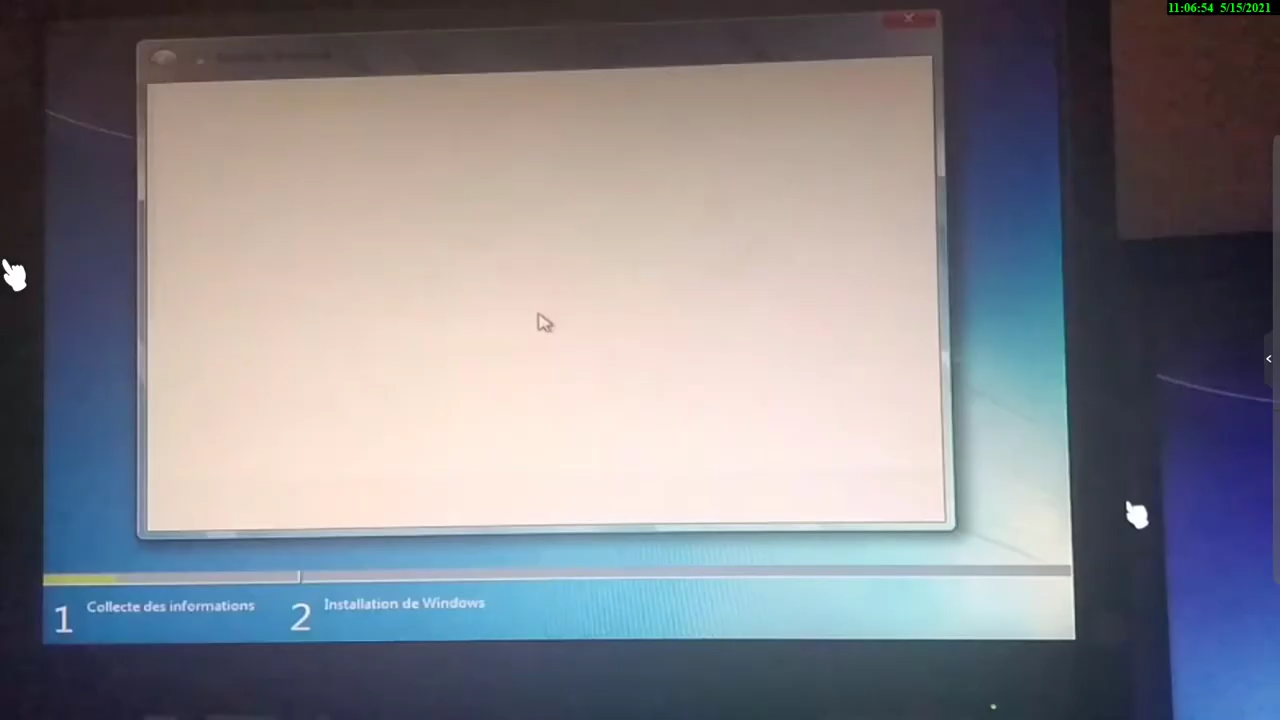 11:06:54 5/15/2021
1 Collecte des informations 2 Installation de Windows